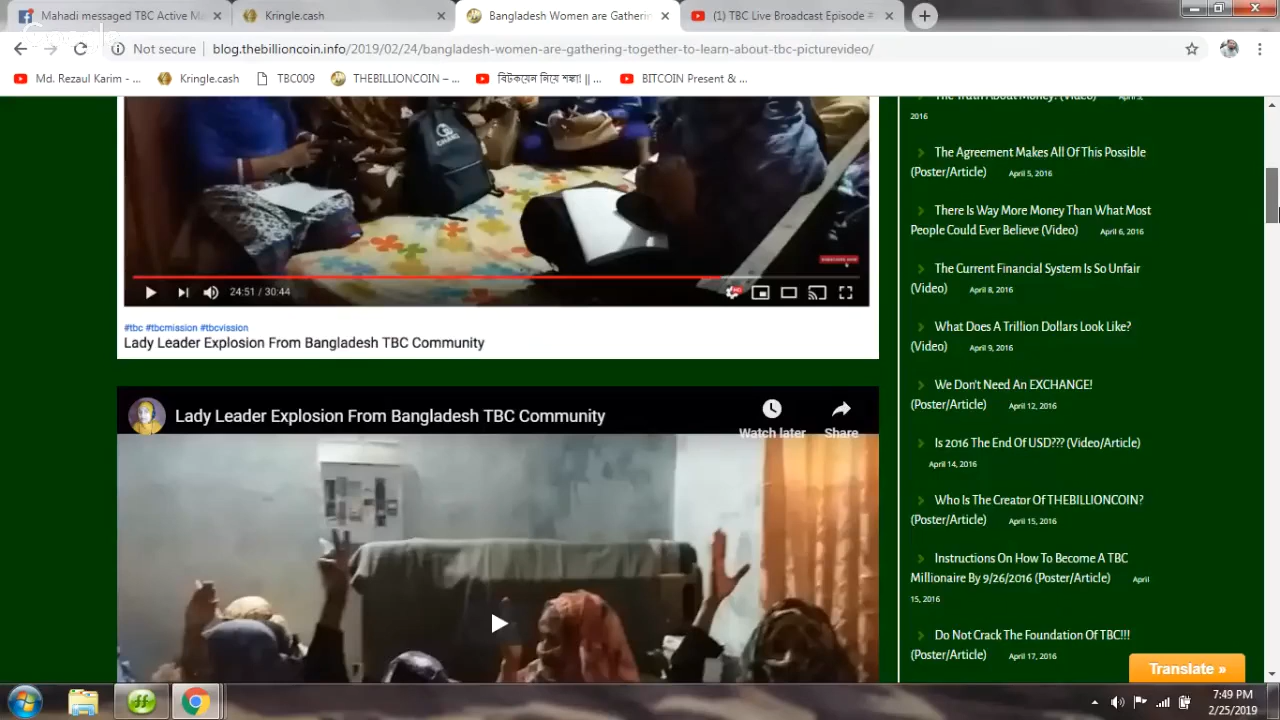 Mahadi messged TBC Active M
Kringle.cash
Bangladesh Women are Gatherin
(1) TBC Live Broadcast Episode #
Not secure
blog.thebillioncoin.info/2019/02/24/bangladesh-women-are-gathering-together-to-learn-about-tbc-picturevideo/
Md. Rezaul Karim - ...
Kringle.cash
TBC009
THEBILLIONCOIN – ...
বিটকয়েন নিয়ে শঙ্কা! || ...
BITCOIN Present & ...
24:51 / 30:44
#tbc #tbcmission #tbcvission
Lady Leader Explosion From Bangladesh TBC Community
Lady Leader Explosion From Bangladesh TBC Community
Watch later
Share
The Truth About Money! (Video) April 5,
2016
The Agreement Makes All Of This Possible
(Poster/Article) April 5, 2016
There Is Way More Money Than What Most
People Could Ever Believe (Video) April 6, 2016
The Current Financial System Is So Unfair
(Video) April 8, 2016
What Does A Trillion Dollars Look Like?
(Video) April 9, 2016
We Don't Need An EXCHANGE!
(Poster/Article) April 12, 2016
Is 2016 The End Of USD??? (Video/Article)
April 14, 2016
Who Is The Creator Of THEBILLIONCOIN?
(Poster/Article) April 15, 2016
Instructions On How To Become A TBC
Millionaire By 9/26/2016 (Poster/Article) April
15, 2016
Do Not Crack The Foundation Of TBC!!!
(Poster/Article) April 17, 2016
Translate »
7:49 PM
2/25/2019